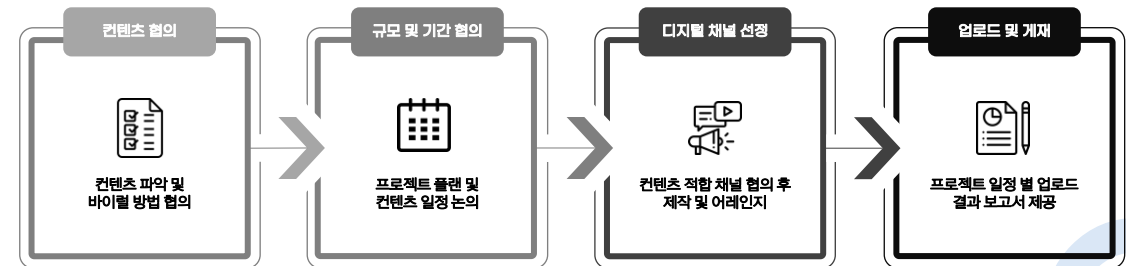 컨텐츠 협의
컨텐츠 파악 및
바이럴 방법 협의
규모 및 기간 협의
프로젝트 플랜 및
컨텐츠 일정 논의
디지털 채널 선정
컨텐츠 적합 채널 협의 후
제작 및 어레인지
업로드 및 게재
프로젝트 일정 별 업로드
결과 보고서 제공